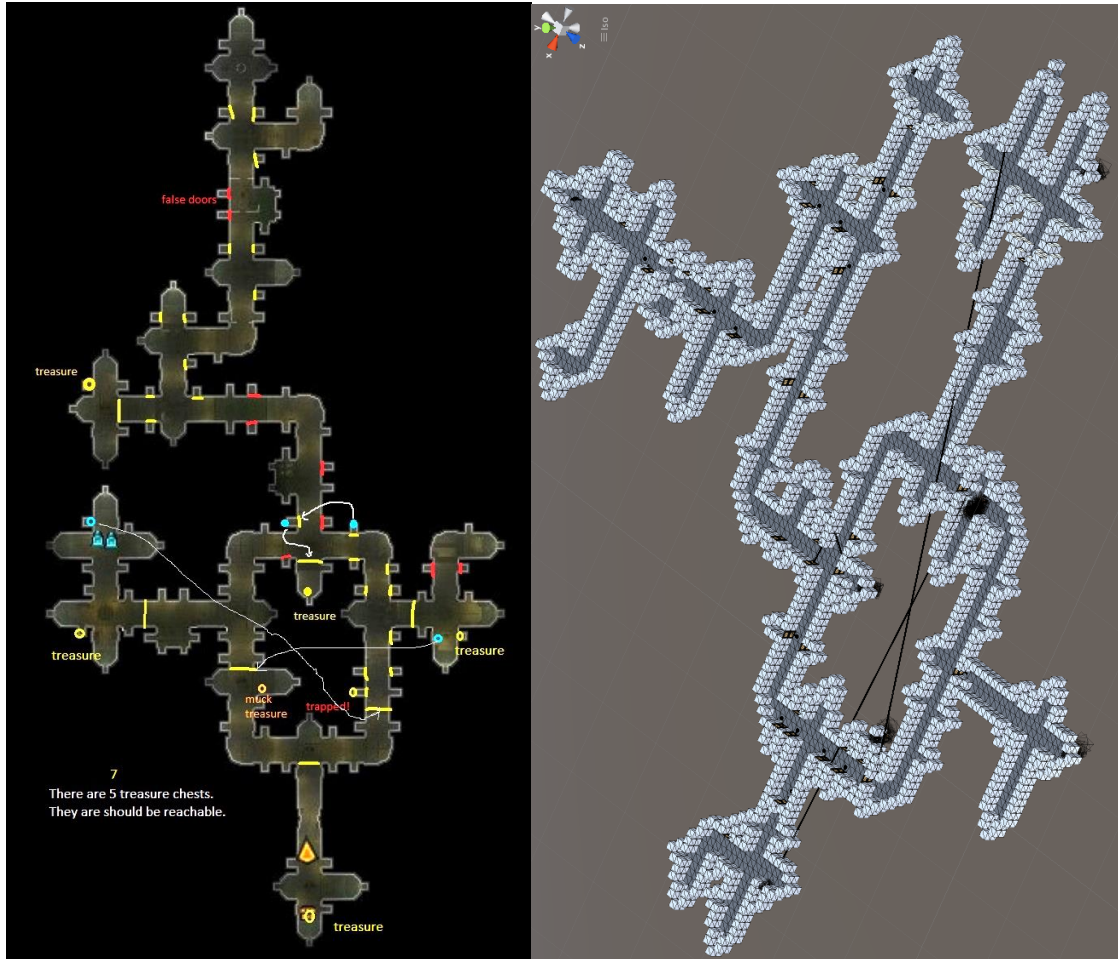 Y
X
Z
iso
false doors
treasure
treasure
treasure
treasure
muck
treasure
trapped!
7
There are 5 treasure chests.
They are should be reachable.
treasure